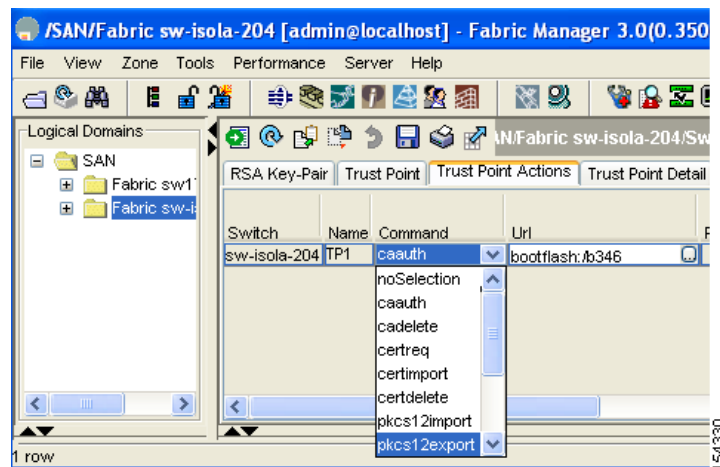 /SAN/Fabric sw-isola-204 [admin@localhost] - Fabric Manager 3.0(0.350
File View Zone Tools Performance Server Help
Logical Domains
SAN
Fabric sw1
Fabric sw-i
N/Fabric sw-isola-204/Sw
RSA Key-Pair Trust Point Trust Point Actions Trust Point Detail
Switch Name Command Url
sw-isola-204 TP1 caauth bootflash:/b346
noSelection
caauth
cadelete
certreq
certimport
certdelete
pkcs12import
pkcs12export
1 row